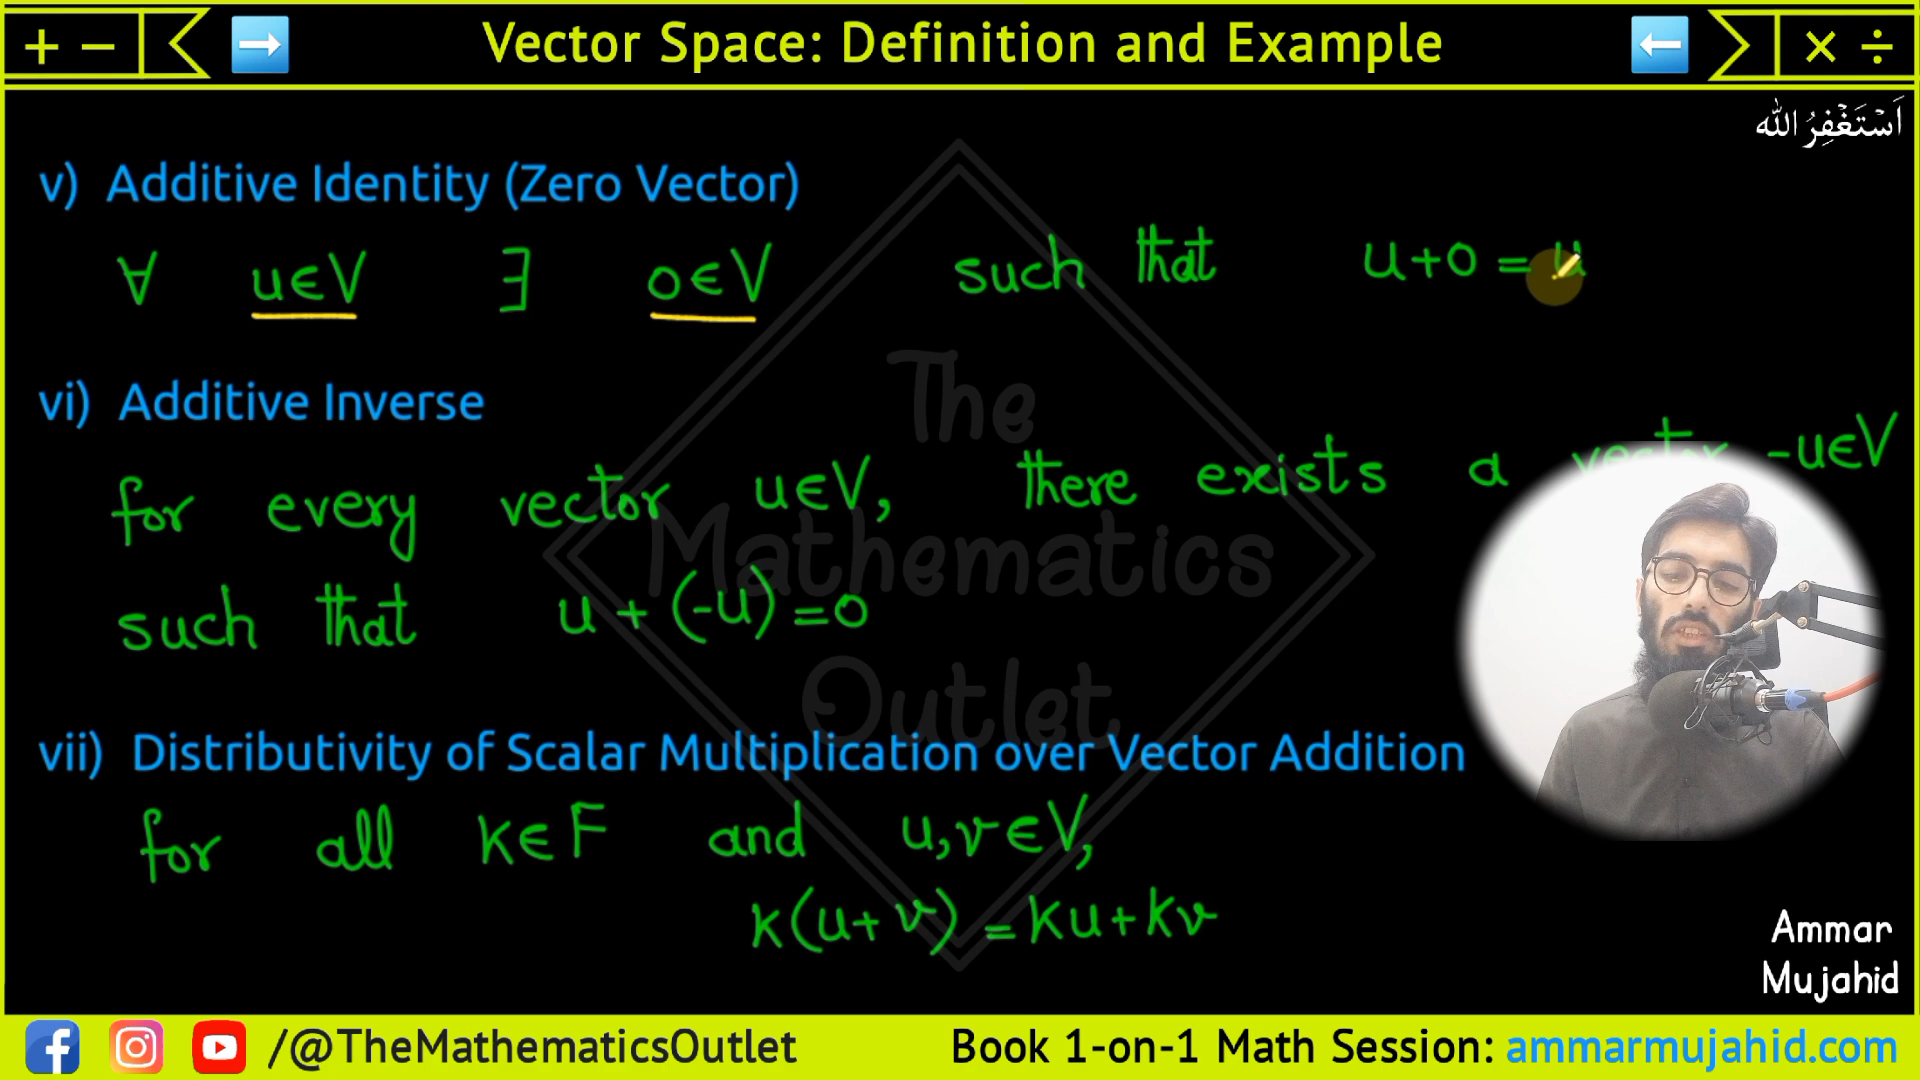 + − Vector Space: Definition and Example × ÷
اَسْتَغْفِرُ اللّٰه
v) Additive Identity (Zero Vector)
∀ u∈V ∃ 0∈V such that u+0 = u
vi) Additive Inverse
for every vector u∈V, there exists a vector -u∈V
such that u + (-u) = 0
vii) Distributivity of Scalar Multiplication over Vector Addition
for all k∈F and u,v∈V,
k(u+v) = ku+kv
The
Mathematics
Outlet
Ammar
Mujahid
/@TheMathematicsOutlet Book 1-on-1 Math Session: ammarmujahid.com